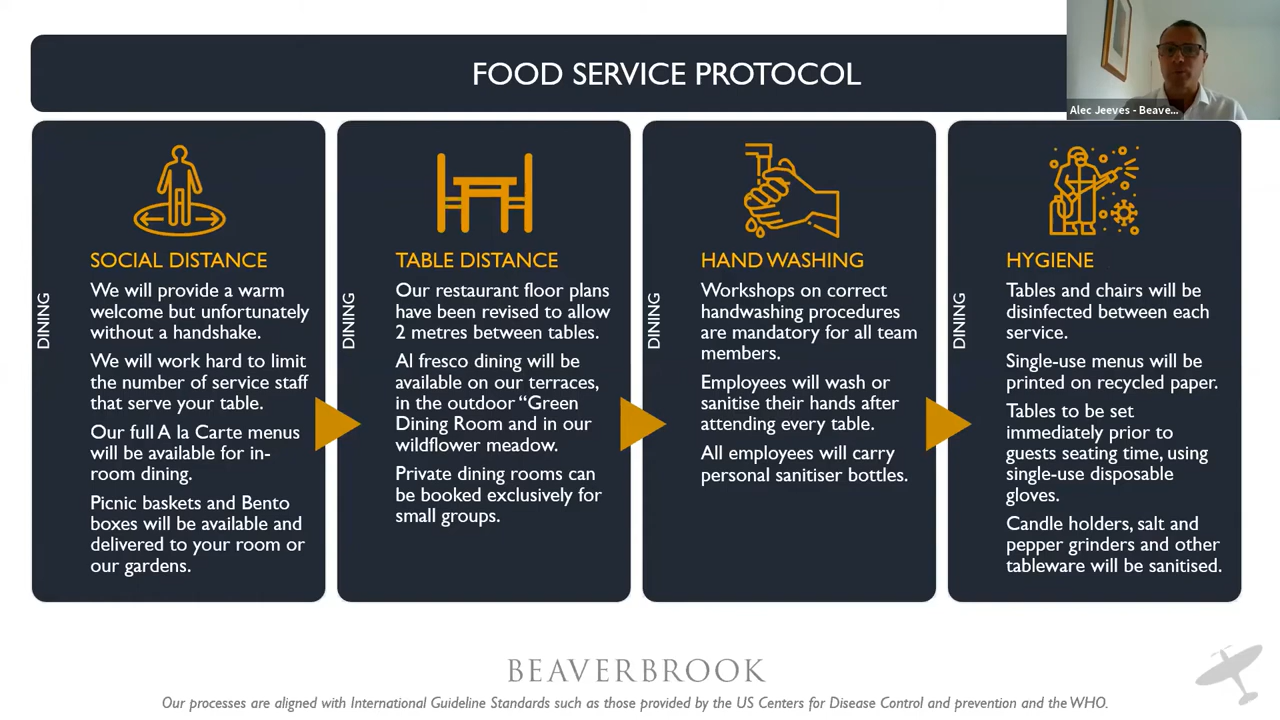 FOOD SERVICE PROTOCOL
Alec Jeeves - Beave...
DINING
SOCIAL DISTANCE
We will provide a warm
welcome but unfortunately
without a handshake.
We will work hard to limit
the number of service staff
that serve your table.
Our full A la Carte menus
will be available for in-
room dining.
Picnic baskets and Bento
boxes will be available and
delivered to your room or
our gardens.
DINING
TABLE DISTANCE
Our restaurant floor plans
have been revised to allow
2 metres between tables.
Al fresco dining will be
available on our terraces,
in the outdoor “Green
Dining Room and in our
wildflower meadow.
Private dining rooms can
be booked exclusively for
small groups.
DINING
HAND WASHING
Workshops on correct
handwashing procedures
are mandatory for all team
members.
Employees will wash or
sanitise their hands after
attending every table.
All employees will carry
personal sanitiser bottles.
DINING
HYGIENE
Tables and chairs will be
disinfected between each
service.
Single-use menus will be
printed on recycled paper.
Tables to be set
immediately prior to
guests seating time, using
single-use disposable
gloves.
Candle holders, salt and
pepper grinders and other
tableware will be sanitised.
BEAVERBROOK
Our processes are aligned with International Guideline Standards such as those provided by the US Centers for Disease Control and prevention and the WHO.